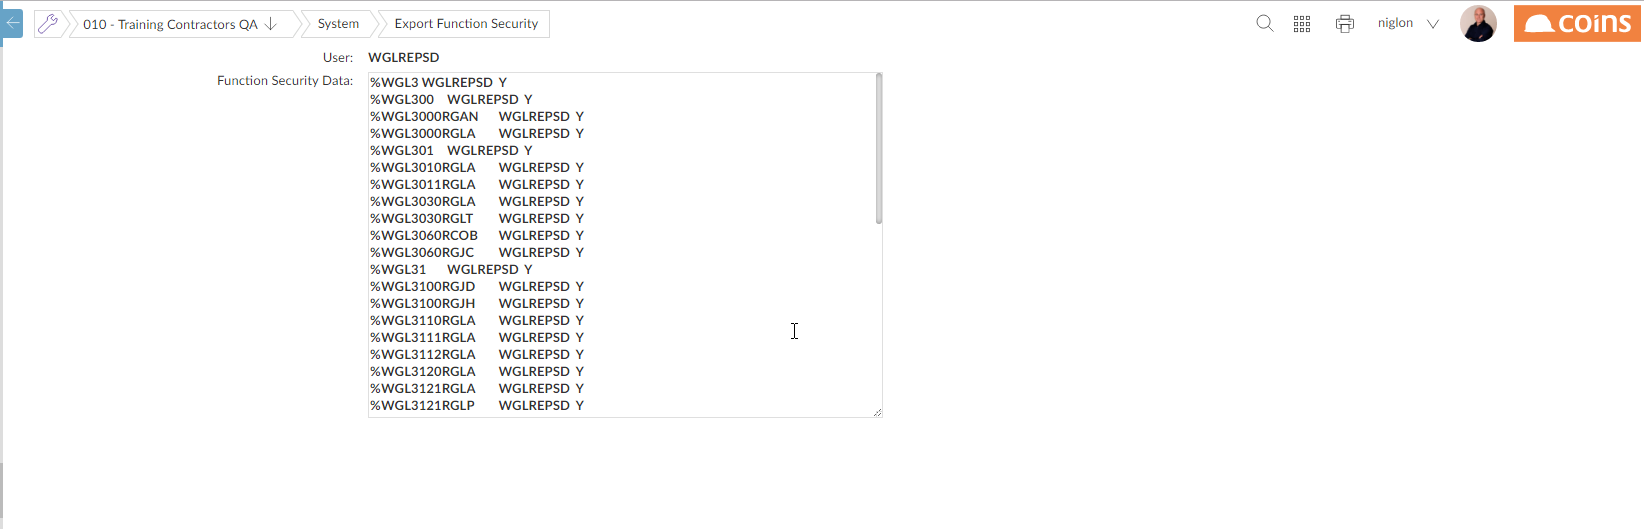 010 - Training Contractors QA
System
Export Function Security
niglon
coins
User: WGLREPSD
Function Security Data:
%WGL3 WGLREPSD Y
%WGL300 WGLREPSD Y
%WGL3000RGAN WGLREPSD Y
%WGL3000RGLA WGLREPSD Y
%WGL301 WGLREPSD Y
%WGL3010RGLA WGLREPSD Y
%WGL3011RGLA WGLREPSD Y
%WGL3030RGLA WGLREPSD Y
%WGL3030RGLT WGLREPSD Y
%WGL3060RCOB WGLREPSD Y
%WGL3060RGJC WGLREPSD Y
%WGL31 WGLREPSD Y
%WGL3100RGJD WGLREPSD Y
%WGL3100RGJH WGLREPSD Y
%WGL3110RGLA WGLREPSD Y
%WGL3111RGLA WGLREPSD Y
%WGL3112RGLA WGLREPSD Y
%WGL3120RGLA WGLREPSD Y
%WGL3121RGLA WGLREPSD Y
%WGL3121RGLP WGLREPSD Y